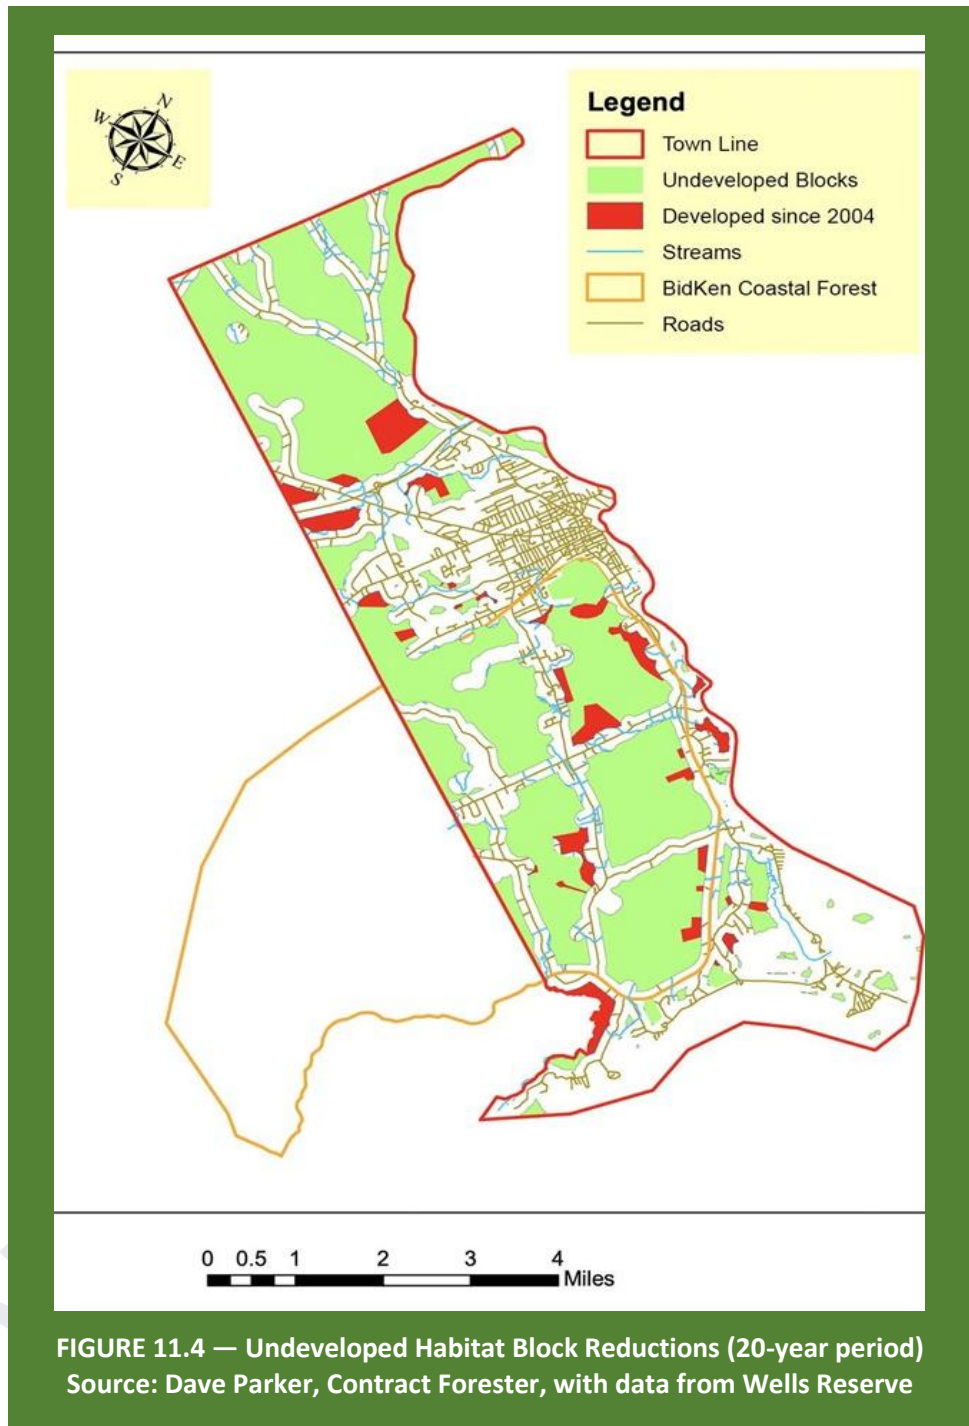 N
W
E
S
Legend
Town Line
Undeveloped Blocks
Developed since 2004
Streams
BidKen Coastal Forest
Roads
0 0.5 1 2 3 4
Miles
FIGURE 11.4 — Undeveloped Habitat Block Reductions (20-year period)
Source: Dave Parker, Contract Forester, with data from Wells Reserve